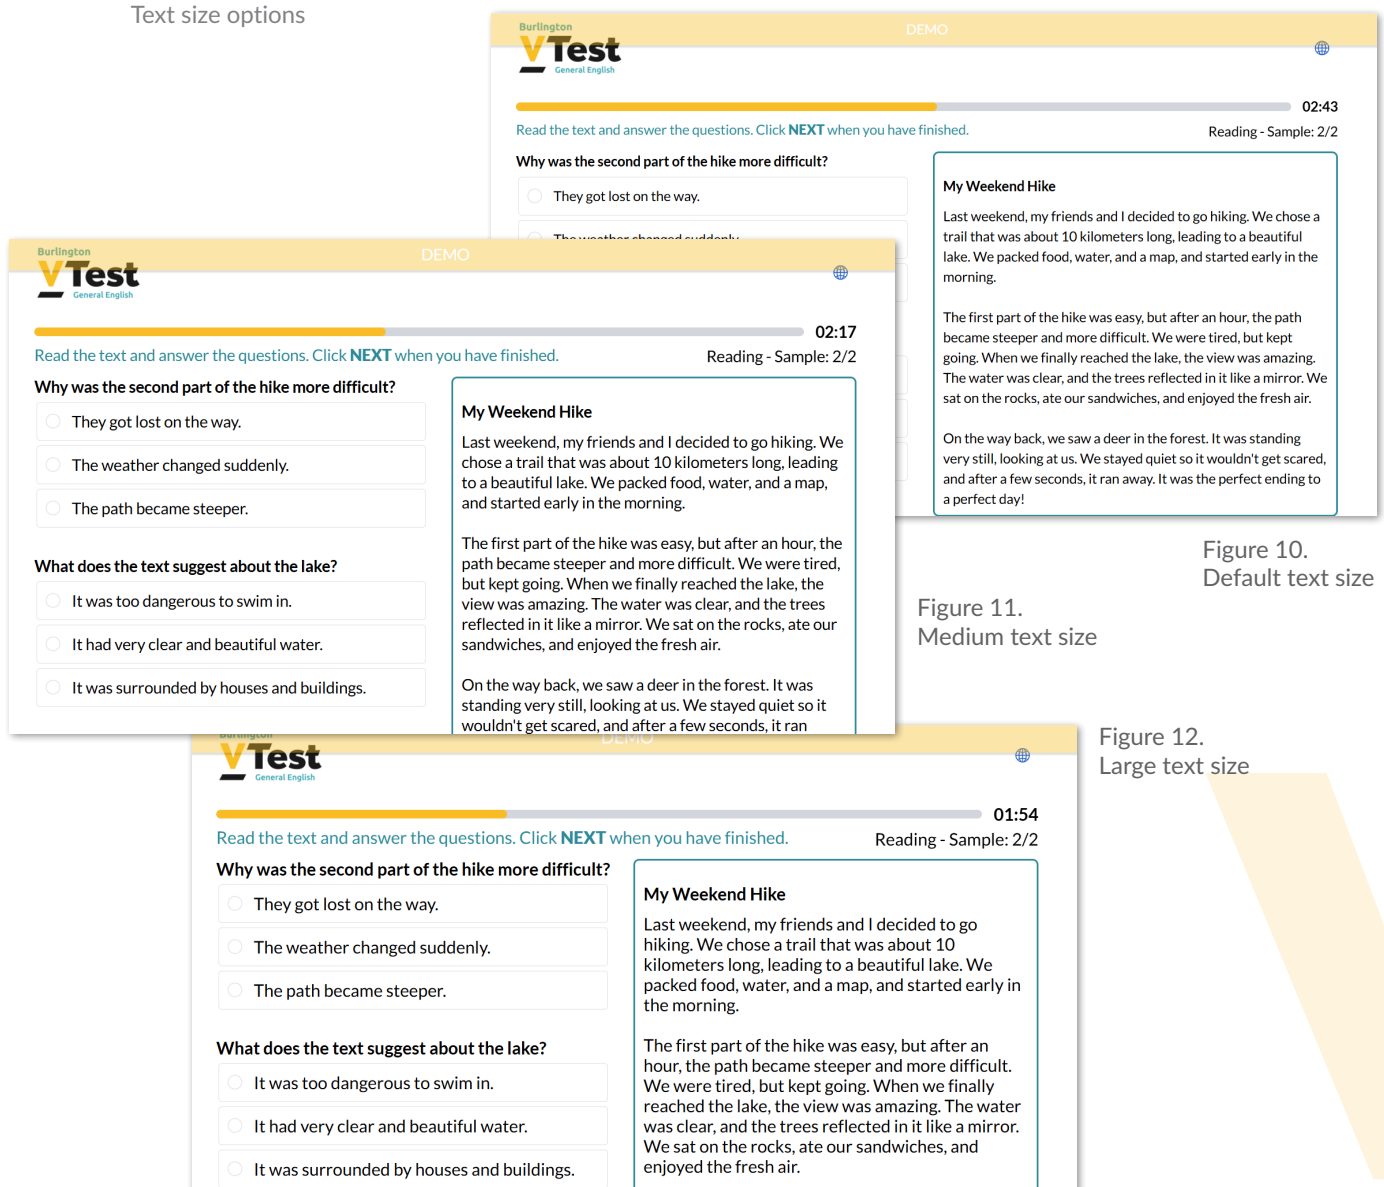 Text size options
Burlington
VTest
General English
DEMO
02:43
Read the text and answer the questions. Click NEXT when you have finished.
Reading - Sample: 2/2
Why was the second part of the hike more difficult?
They got lost on the way.
The weather changed suddenly.
My Weekend Hike
Last weekend, my friends and I decided to go hiking. We chose a
trail that was about 10 kilometers long, leading to a beautiful
lake. We packed food, water, and a map, and started early in the
morning.
The first part of the hike was easy, but after an hour, the path
became steeper and more difficult. We were tired, but kept
going. When we finally reached the lake, the view was amazing.
The water was clear, and the trees reflected in it like a mirror. We
sat on the rocks, ate our sandwiches, and enjoyed the fresh air.
On the way back, we saw a deer in the forest. It was standing
very still, looking at us. We stayed quiet so it wouldn't get scared,
and after a few seconds, it ran away. It was the perfect ending to
a perfect day!
Figure 10.
Default text size
Burlington
VTest
General English
DEMO
02:17
Read the text and answer the questions. Click NEXT when you have finished.
Reading - Sample: 2/2
Why was the second part of the hike more difficult?
They got lost on the way.
The weather changed suddenly.
The path became steeper.
What does the text suggest about the lake?
It was too dangerous to swim in.
It had very clear and beautiful water.
It was surrounded by houses and buildings.
My Weekend Hike
Last weekend, my friends and I decided to go hiking. We
chose a trail that was about 10 kilometers long, leading
to a beautiful lake. We packed food, water, and a map,
and started early in the morning.
The first part of the hike was easy, but after an hour, the
path became steeper and more difficult. We were tired,
but kept going. When we finally reached the lake, the
view was amazing. The water was clear, and the trees
reflected in it like a mirror. We sat on the rocks, ate our
sandwiches, and enjoyed the fresh air.
On the way back, we saw a deer in the forest. It was
standing very still, looking at us. We stayed quiet so it
wouldn't get scared, and after a few seconds, it ran
Figure 11.
Medium text size
Burlington
VTest
General English
DEMO
01:54
Read the text and answer the questions. Click NEXT when you have finished.
Reading - Sample: 2/2
Why was the second part of the hike more difficult?
They got lost on the way.
The weather changed suddenly.
The path became steeper.
What does the text suggest about the lake?
It was too dangerous to swim in.
It had very clear and beautiful water.
It was surrounded by houses and buildings.
My Weekend Hike
Last weekend, my friends and I decided to go
hiking. We chose a trail that was about 10
kilometers long, leading to a beautiful lake. We
packed food, water, and a map, and started early in
the morning.
The first part of the hike was easy, but after an
hour, the path became steeper and more difficult.
We were tired, but kept going. When we finally
reached the lake, the view was amazing. The water
was clear, and the trees reflected in it like a mirror.
We sat on the rocks, ate our sandwiches, and
enjoyed the fresh air.
Figure 12.
Large text size